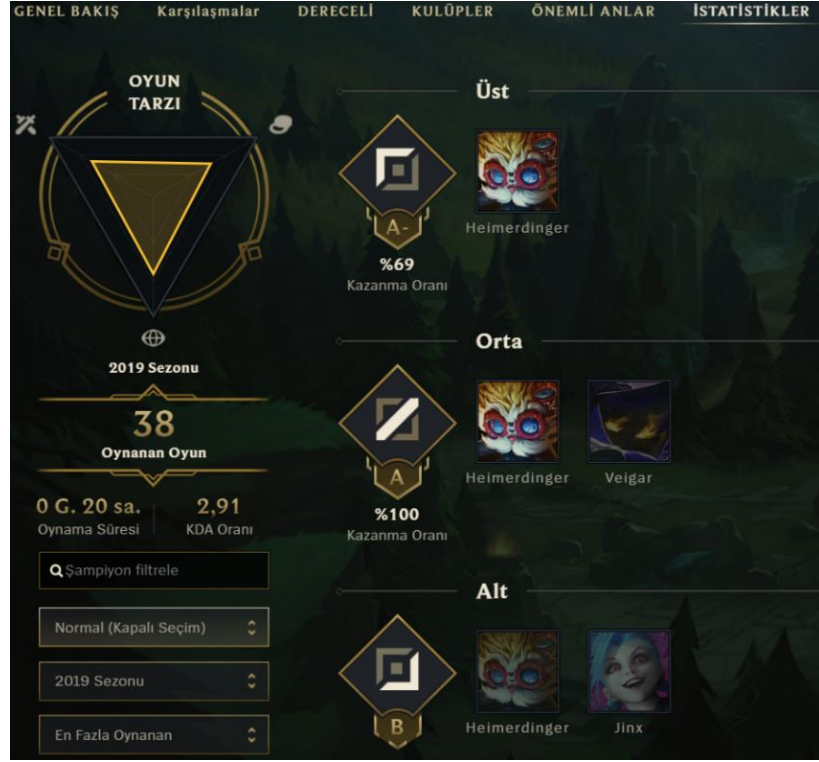 GENEL BAKIŞ Karşılaşmalar DERECELİ KULÜPLER ÖNEMLİ ANLAR İSTATİSTİKLER
OYUN
TARZI
2019 Sezonu
38
Oynanan Oyun
0 G. 20 sa. 2,91
Oynama Süresi KDA Oranı
Şampiyon filtrele
Normal (Kapalı Seçim)
2019 Sezonu
En Fazla Oynanan
Üst
A-
Heimerdinger
%69
Kazanma Oranı
Orta
A
Heimerdinger Veigar
%100
Kazanma Oranı
Alt
B
Heimerdinger Jinx